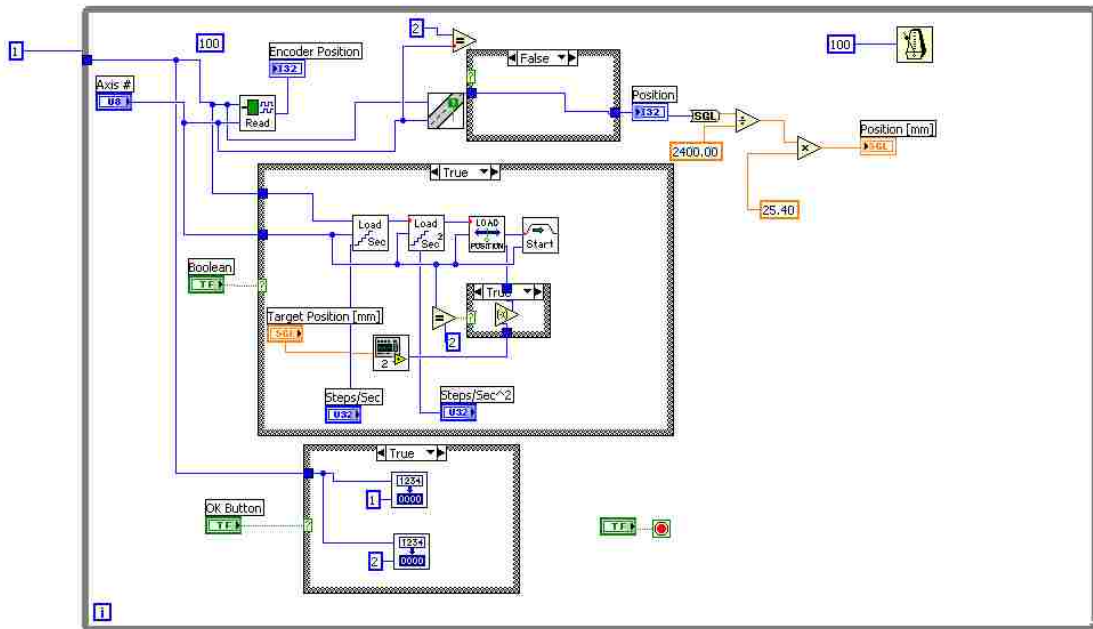 1
100
Encoder Position
I32
Axis #
U8
Read
2
=
False
?
Position
I32
SGL
÷
2400.00
×
25.40
Position [mm]
SGL
100
True
Load
Sec
Load
2
Sec
LOAD
POSITION
Start
Boolean
TF
?
True
=
?
2
Target Position [mm]
SGL
2
Steps/Sec
U32
Steps/Sec^2
U32
True
1234
0000
1
OK Button
TF
?
1234
0000
2
TF
i